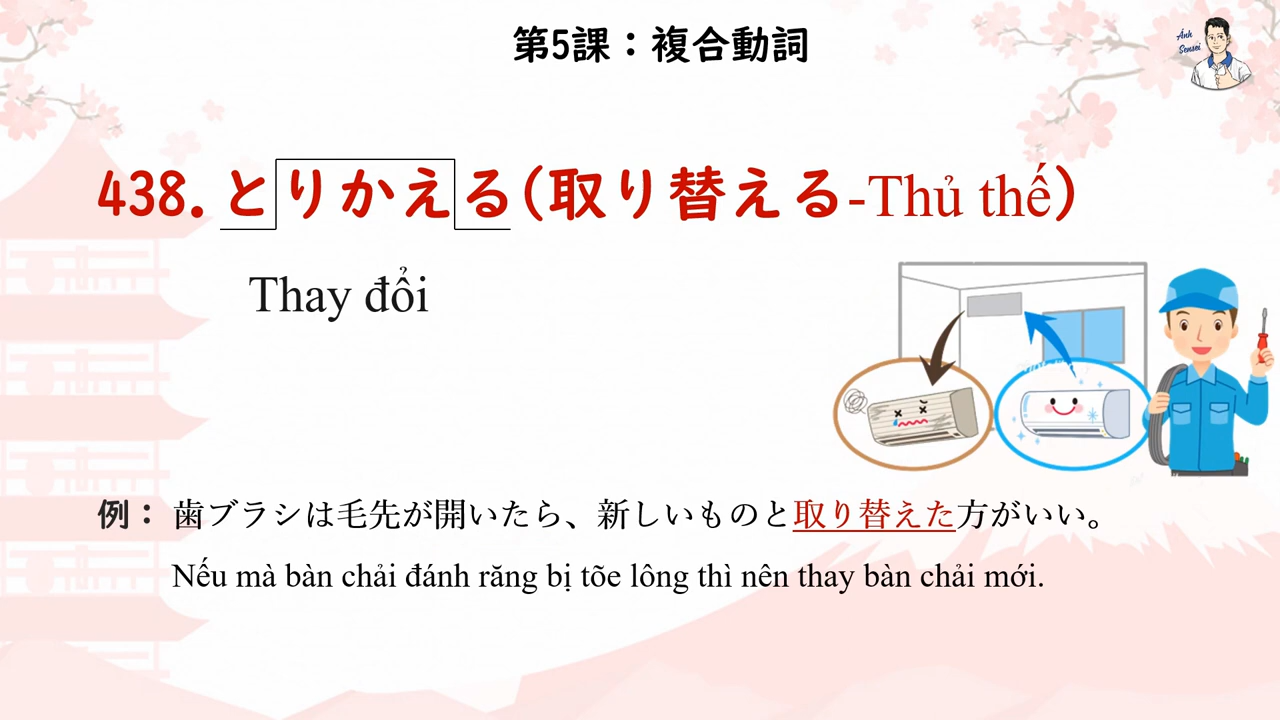 第5課：複合動詞
Ánh
Sensei
438. とりかえる(取り替える-Thủ thế)
Thay đổi
例： 歯ブラシは毛先が開いたら、新しいものと取り替えた方がいい。
Nếu mà bàn chải đánh răng bị tõe lông thì nên thay bàn chải mới.